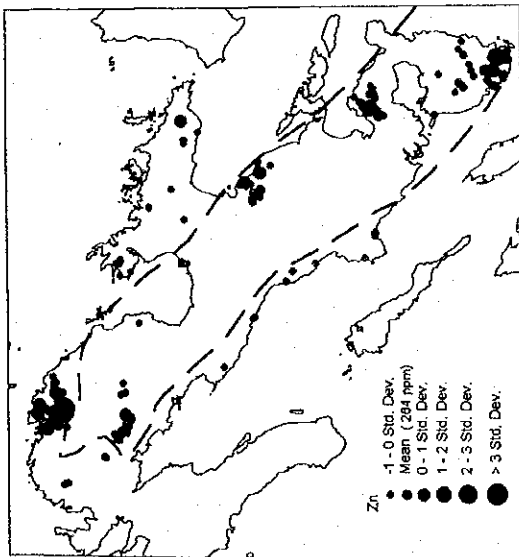 Zn
-1 - 0 Std. Dev.
Mean ( 264 ppm)
0 - 1 Std. Dev.
1 - 2 Std. Dev.
2 - 3 Std. Dev.
> 3 Std. Dev.